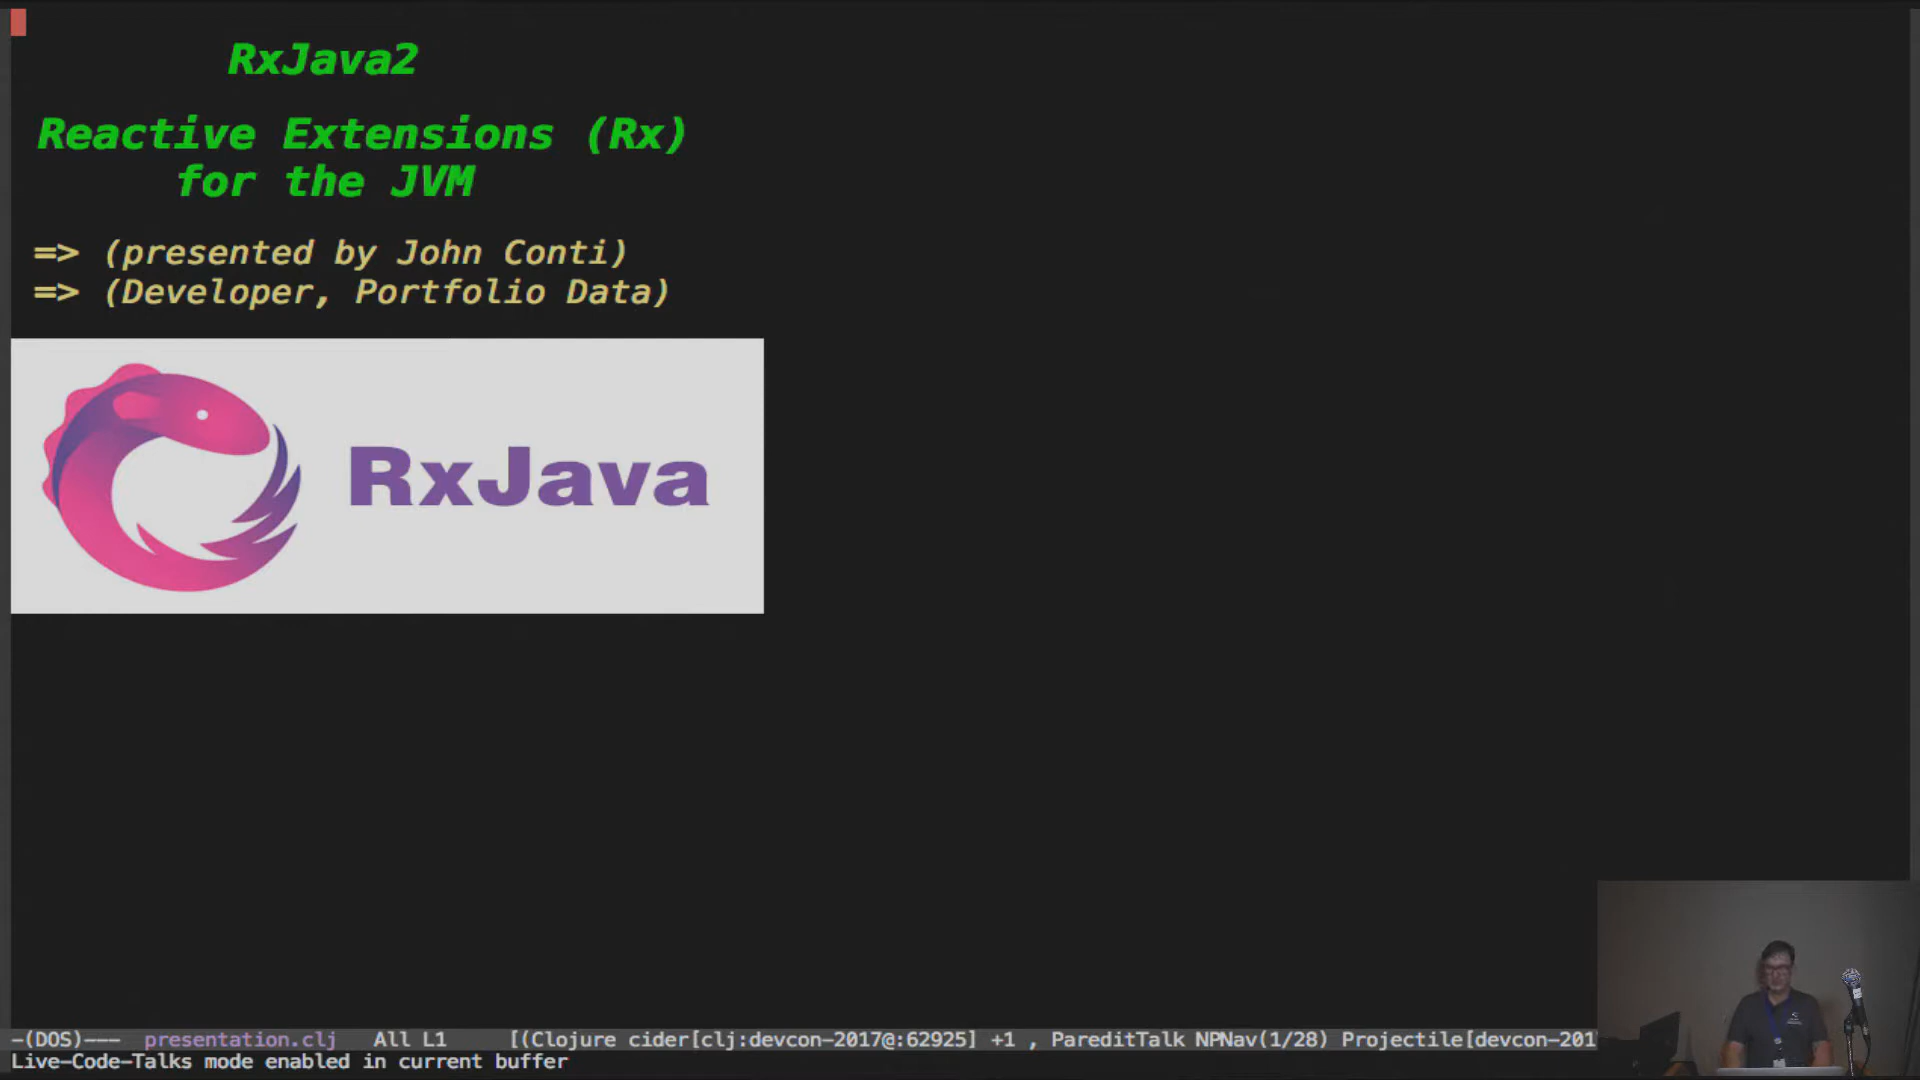 RxJava2
Reactive Extensions (Rx)
for the JVM
=> (presented by John Conti)
=> (Developer, Portfolio Data)
RxJava
-(DOS)--- presentation.clj All L1 [(Clojure cider[clj:devcon-2017@:62925] +1 , ParediTalk NPNav(1/28) Projectile[devcon-201
Live-Code-Talks mode enabled in current buffer